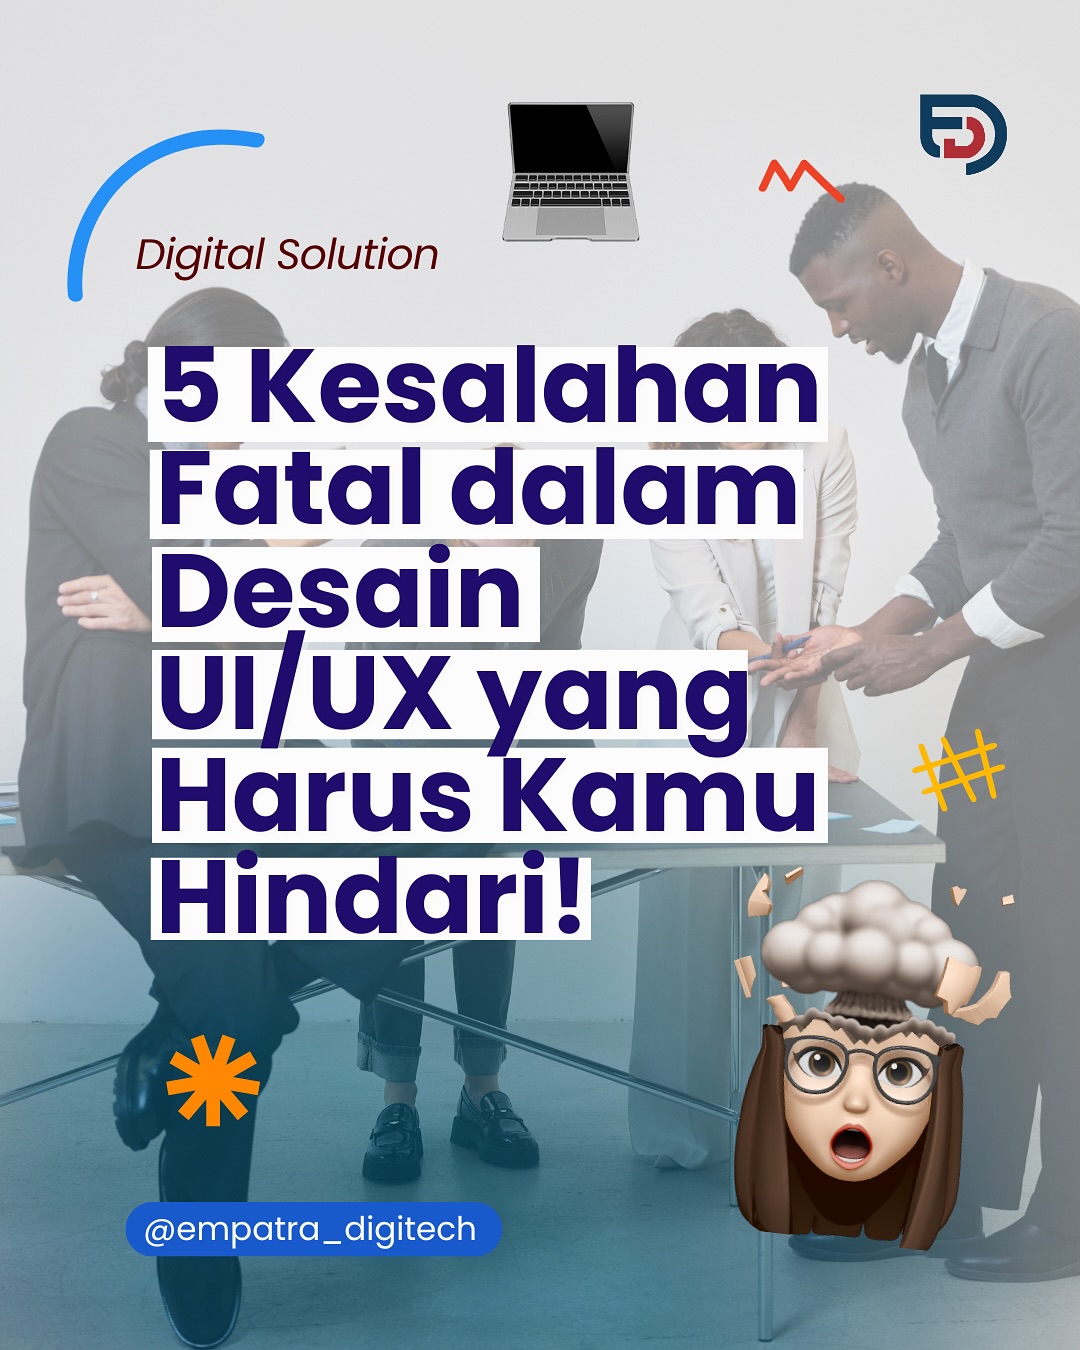 Digital Solution
5 Kesalahan
Fatal dalam
Desain
UI/UX yang
Harus Kamu
Hindari!
@empatra_digitech